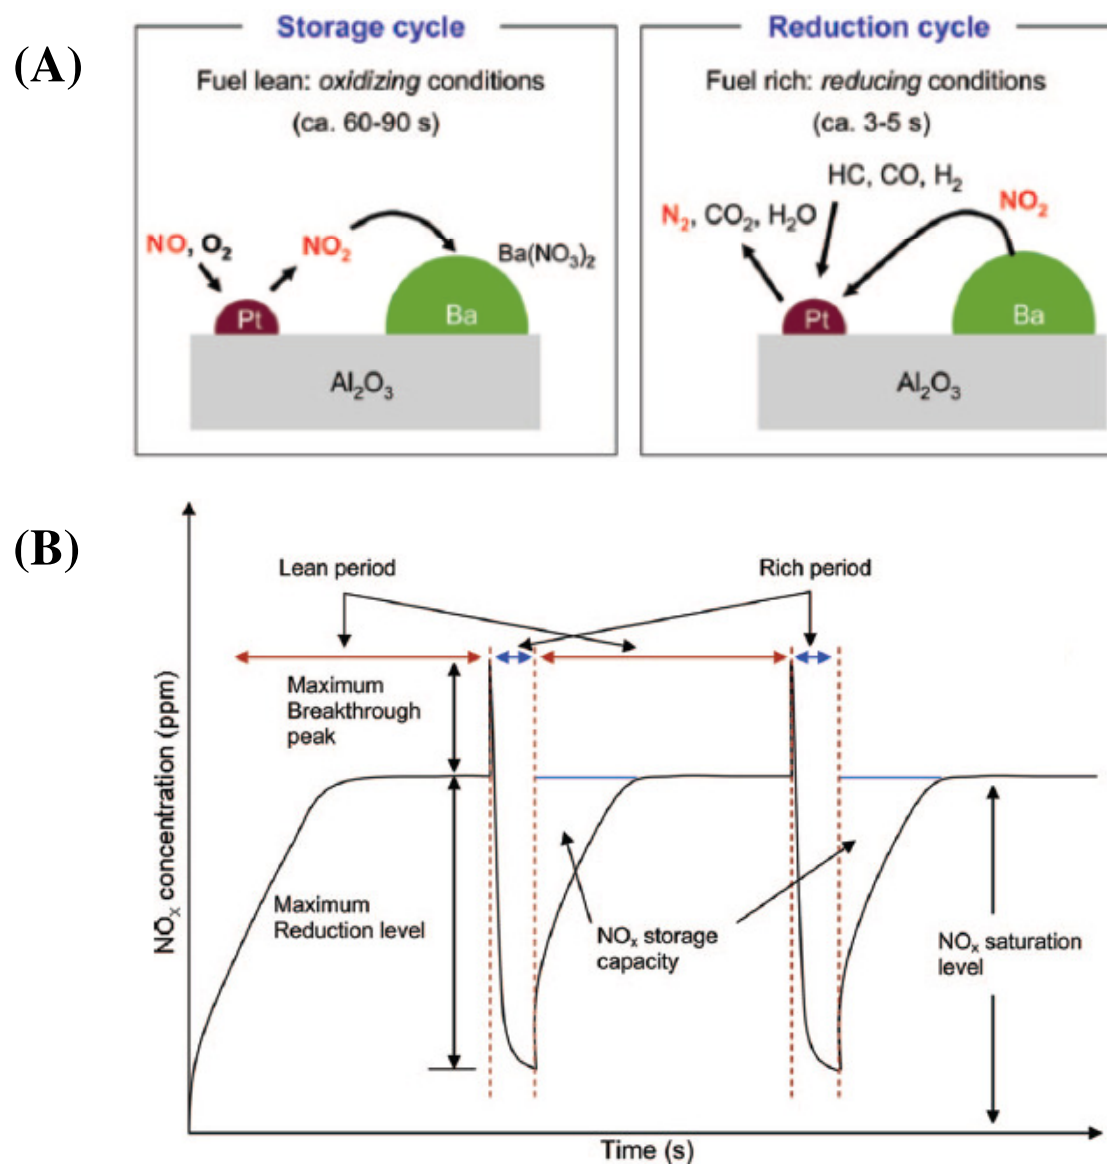 (A)
Storage cycle
Fuel lean: oxidizing conditions
(ca. 60-90 s)
NO, O₂
NO₂
Ba(NO₃)₂
Pt
Ba
Al₂O₃
Reduction cycle
Fuel rich: reducing conditions
(ca. 3-5 s)
HC, CO, H₂
N₂, CO₂, H₂O
NO₂
Pt
Ba
Al₂O₃
(B)
Lean period
Rich period
Maximum
Breakthrough
peak
Maximum
Reduction level
NOₓ storage
capacity
NOₓ saturation
level
NOₓ concentration (ppm)
Time (s)